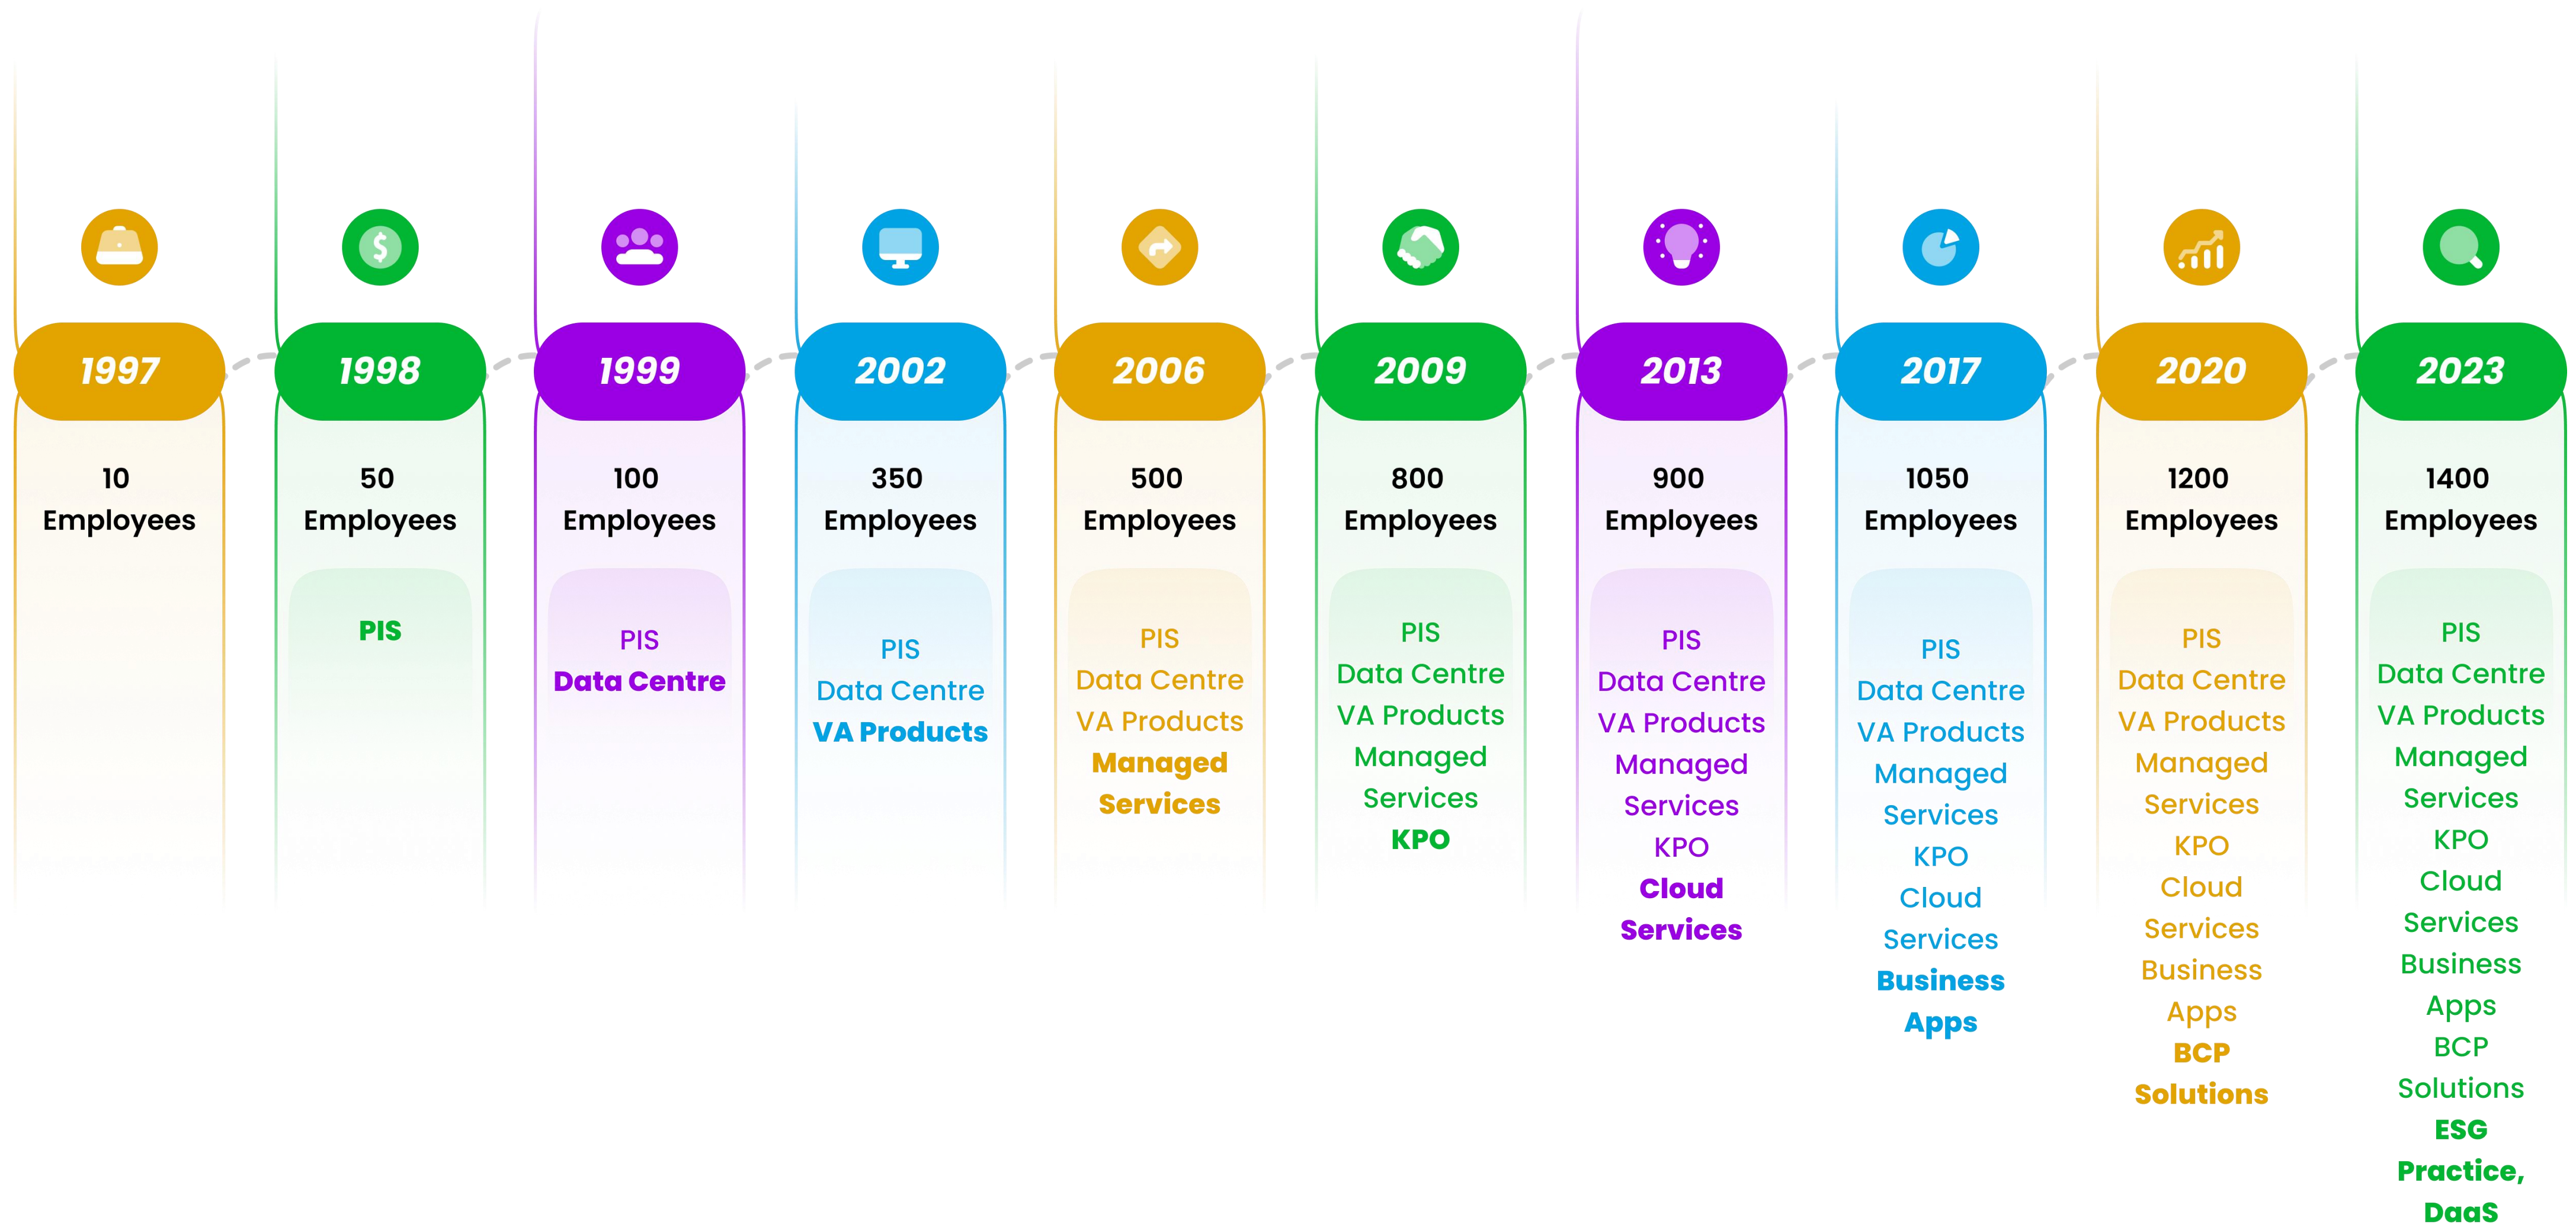 1997
10
Employees
1998
50
Employees
PIS
1999
100
Employees
PIS
Data Centre
2002
350
Employees
PIS
Data Centre
VA Products
2006
500
Employees
PIS
Data Centre
VA Products
Managed
Services
2009
800
Employees
PIS
Data Centre
VA Products
Managed
Services
KPO
2013
900
Employees
PIS
Data Centre
VA Products
Managed
Services
KPO
Cloud
Services
2017
1050
Employees
PIS
Data Centre
VA Products
Managed
Services
KPO
Cloud
Services
Business
Apps
2020
1200
Employees
PIS
Data Centre
VA Products
Managed
Services
KPO
Cloud
Services
Business
Apps
BCP
Solutions
2023
1400
Employees
PIS
Data Centre
VA Products
Managed
Services
KPO
Cloud
Services
Business
Apps
BCP
Solutions
ESG
Practice,
DaaS